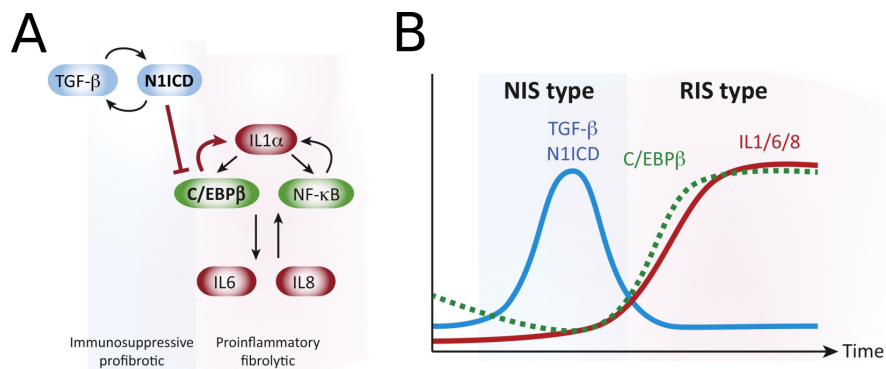 A
TGF-β
N1ICD
IL1α
C/EBPβ
NF-κB
IL6
IL8
Immunosuppressive
profibrotic
Proinflammatory
fibrolytic
B
NIS type
RIS type
TGF-β
N1ICD
C/EBPβ
IL1/6/8
Time